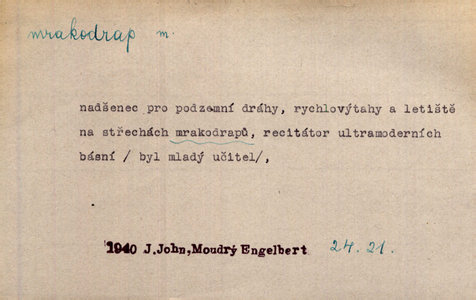 mrakodrap m.
nadšenec pro podzemní dráhy, rychlovýtahy a letiště
na střechách mrakodrapů, recitátor ultramoderních
básní / byl mladý učitel/,
1940 J.John,Moudrý Engelbert 24.21.